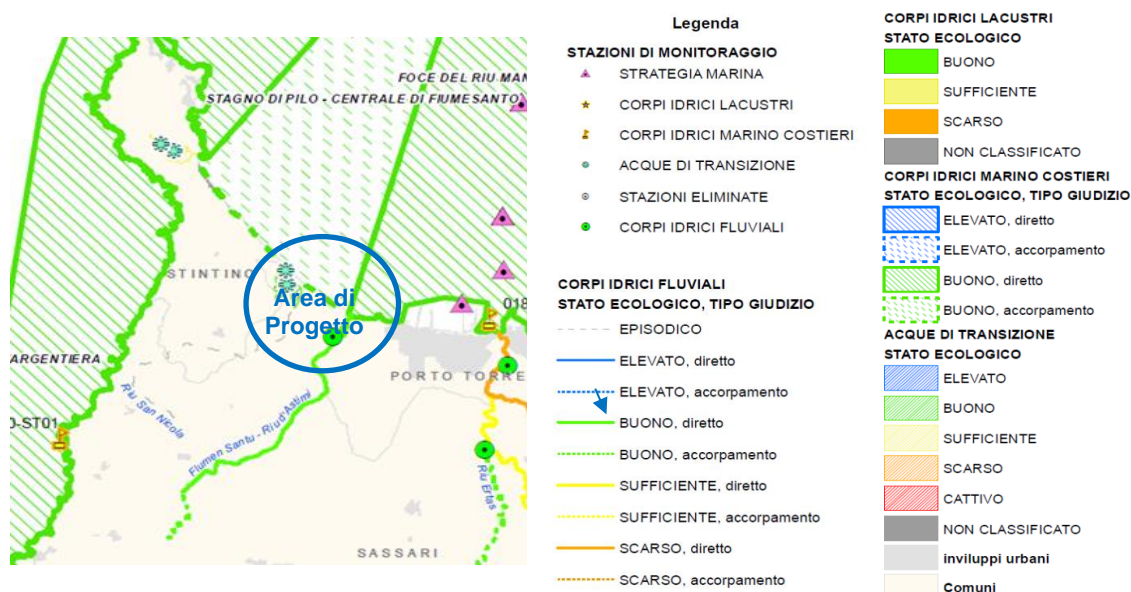 FOCE DEL RIU MAN
STAGNO DI PILO - CENTRALE DI FIUMESANTO
STINTINO
Area di
Progetto
018
ARGENTIERA
PORTO TORRE
0-ST01
Riu San Nicola
Flumen Santu - Riu d'Astimi
Riu Ertas
SASSARI
Legenda
STAZIONI DI MONITORAGGIO
STRATEGIA MARINA
CORPI IDRICI LACUSTRI
CORPI IDRICI MARINO COSTIERI
ACQUE DI TRANSIZIONE
STAZIONI ELIMINATE
CORPI IDRICI FLUVIALI
CORPI IDRICI FLUVIALI
STATO ECOLOGICO, TIPO GIUDIZIO
EPISODICO
ELEVATO, diretto
ELEVATO, accorpamento
BUONO, diretto
BUONO, accorpamento
SUFFICIENTE, diretto
SUFFICIENTE, accorpamento
SCARSO, diretto
SCARSO, accorpamento
CORPI IDRICI LACUSTRI
STATO ECOLOGICO
BUONO
SUFFICIENTE
SCARSO
NON CLASSIFICATO
CORPI IDRICI MARINO COSTIERI
STATO ECOLOGICO, TIPO GIUDIZIO
ELEVATO, diretto
ELEVATO, accorpamento
BUONO, diretto
BUONO, accorpamento
ACQUE DI TRANSIZIONE
STATO ECOLOGICO
ELEVATO
BUONO
SUFFICIENTE
SCARSO
CATTIVO
NON CLASSIFICATO
inviluppi urbani
Comuni